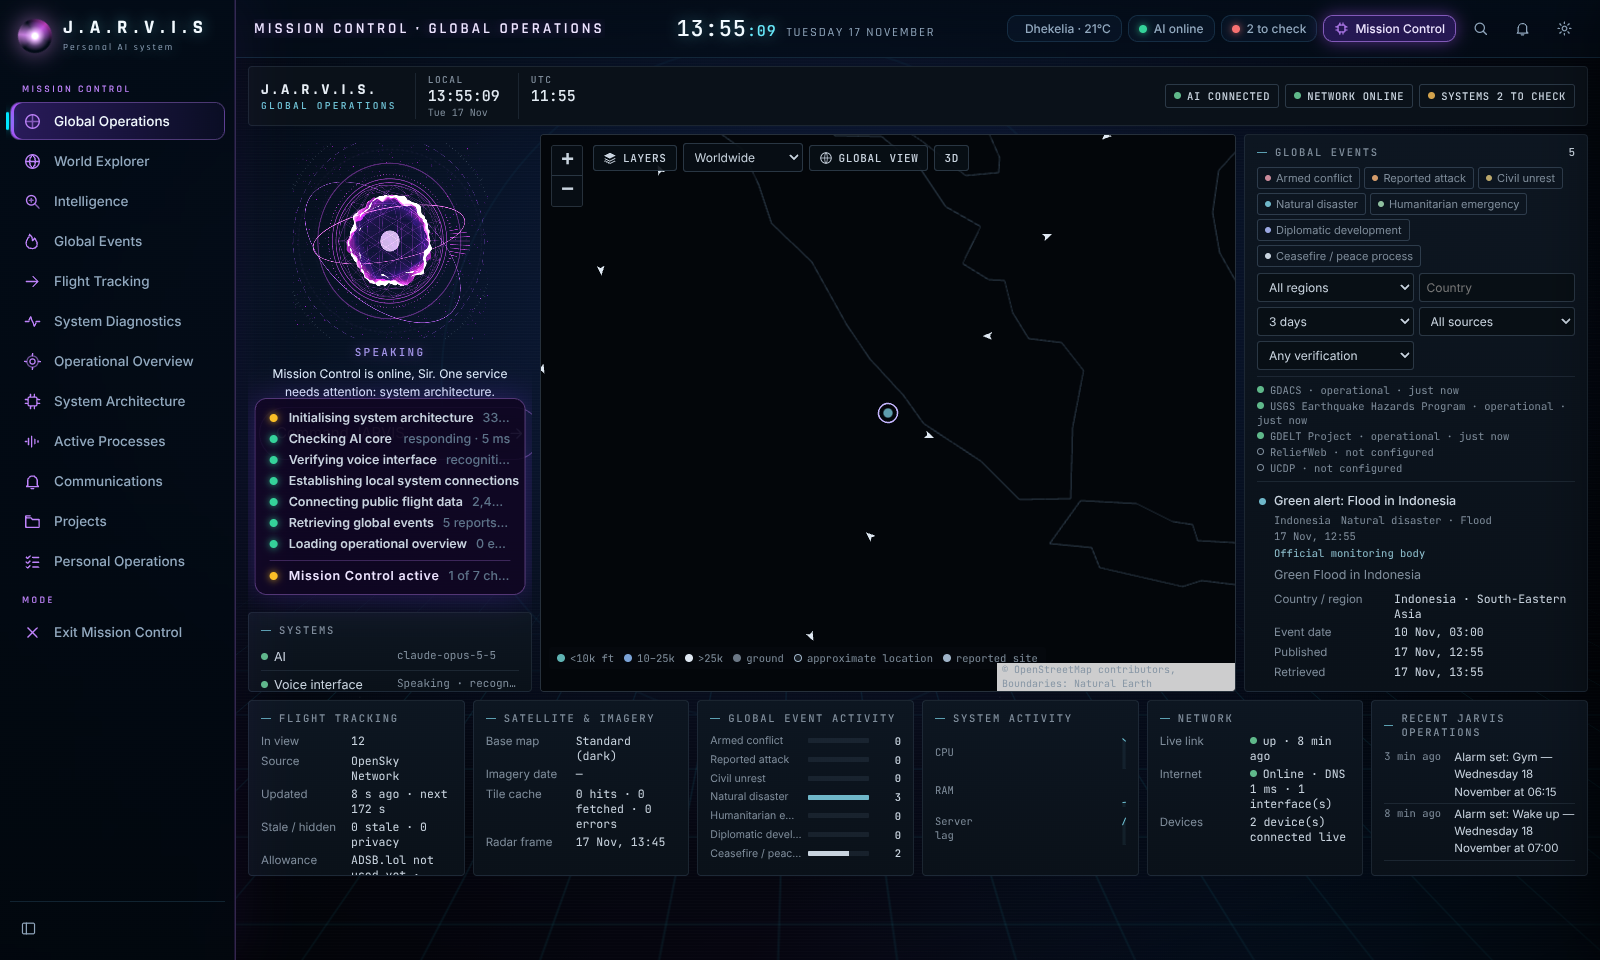 J.A.R.V.I.S
Personal AI system
MISSION CONTROL
Global Operations
World Explorer
Intelligence
Global Events
Flight Tracking
System Diagnostics
Operational Overview
System Architecture
Active Processes
Communications
Projects
Personal Operations
MODE
Exit Mission Control
MISSION CONTROL · GLOBAL OPERATIONS
13:55:09 TUESDAY 17 NOVEMBER
Dhekelia · 21°C
AI online
2 to check
Mission Control
J.A.R.V.I.S.
GLOBAL OPERATIONS
LOCAL
13:55:09
Tue 17 Nov
UTC
11:55
AI CONNECTED
NETWORK ONLINE
SYSTEMS 2 TO CHECK
SPEAKING
Mission Control is online, Sir. One service
needs attention: system architecture.
Initialising system architecture 33...
Checking AI core responding · 5 ms
Verifying voice interface recogniti...
Establishing local system connections
Connecting public flight data 2,4...
Retrieving global events 5 reports...
Loading operational overview 0 e...
Mission Control active 1 of 7 ch...
SYSTEMS
AI claude-opus-5-5
Voice interface Speaking · recogn...
+
−
LAYERS
Worldwide
GLOBAL VIEW
3D
<10k ft
10–25k
>25k
ground
approximate location
reported site
© OpenStreetMap contributors,
Boundaries: Natural Earth
GLOBAL EVENTS 5
Armed conflict
Reported attack
Civil unrest
Natural disaster
Humanitarian emergency
Diplomatic development
Ceasefire / peace process
All regions
Country
3 days
All sources
Any verification
GDACS · operational · just now
USGS Earthquake Hazards Program · operational ·
just now
GDELT Project · operational · just now
ReliefWeb · not configured
UCDP · not configured
Green alert: Flood in Indonesia
Indonesia Natural disaster · Flood
17 Nov, 12:55
Official monitoring body
Green Flood in Indonesia
Country / region Indonesia · South-Eastern
Asia
Event date 10 Nov, 03:00
Published 17 Nov, 12:55
Retrieved 17 Nov, 13:55
FLIGHT TRACKING
In view 12
Source OpenSky
Network
Updated 8 s ago · next
172 s
Stale / hidden 0 stale · 0
privacy
Allowance ADSB.lol not
used yet ·
SATELLITE & IMAGERY
Base map Standard
(dark)
Imagery date —
Tile cache 0 hits · 0
fetched · 0
errors
Radar frame 17 Nov, 13:45
GLOBAL EVENT ACTIVITY
Armed conflict 0
Reported attack 0
Civil unrest 0
Natural disaster 3
Humanitarian e... 0
Diplomatic devel... 0
Ceasefire / peac... 2
SYSTEM ACTIVITY
CPU
RAM
Server
lag
NETWORK
Live link up · 8 min
ago
Internet Online · DNS
1 ms · 1
interface(s)
Devices 2 device(s)
connected live
RECENT JARVIS
OPERATIONS
3 min ago Alarm set: Gym —
Wednesday 18
November at 06:15
8 min ago Alarm set: Wake up —
Wednesday 18
November at 07:00